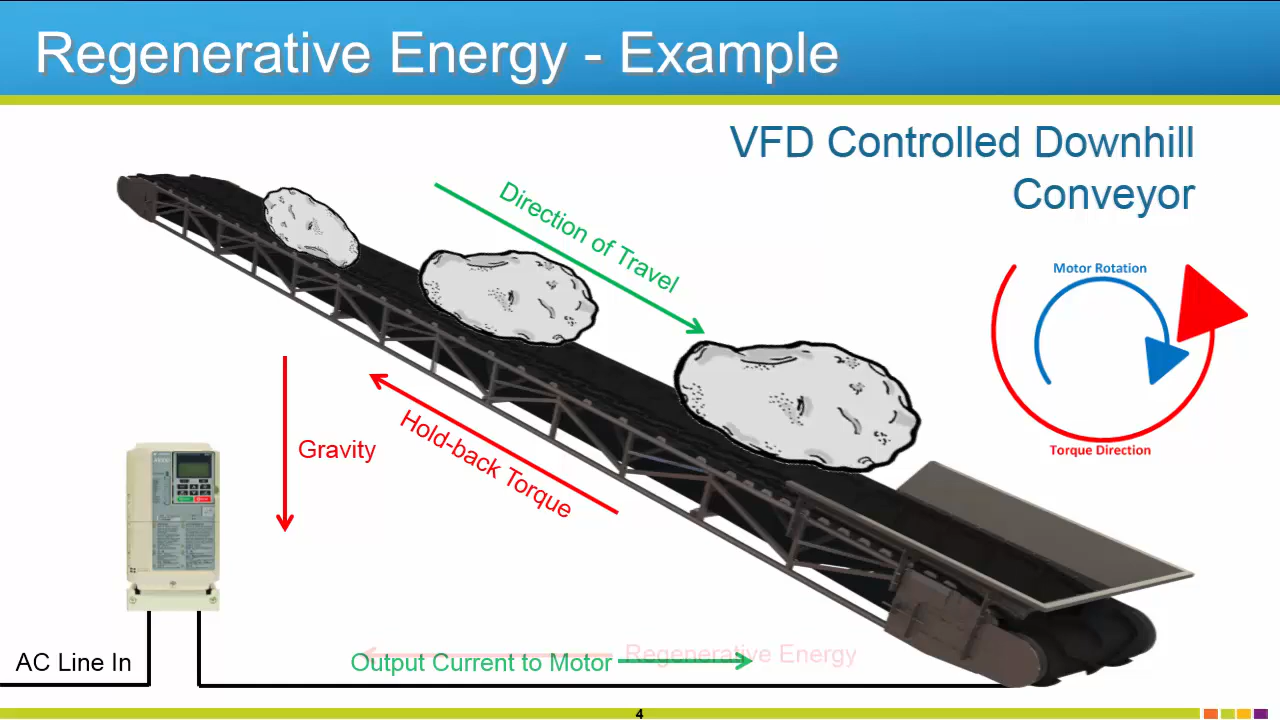 Regenerative Energy - Example
VFD Controlled Downhill
Conveyor
Direction of Travel
Motor Rotation
Torque Direction
Hold-back Torque
Gravity
AC Line In
Output Current to Motor
Regenerative Energy
4